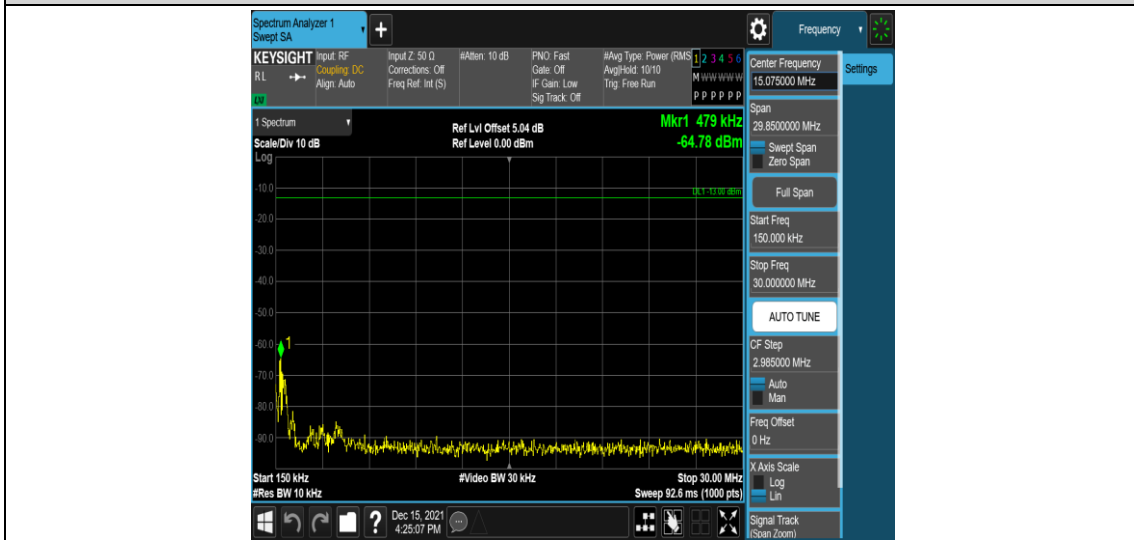 Spectrum Analyzer 1
Swept SA
+
Frequency
KEYSIGHT
RL
Input: RF
Coupling: DC
Align: Auto
Input Z: 50 Ω
Corrections: Off
Freq Ref: Int (S)
#Atten: 10 dB
PNO: Fast
Gate: Off
IF Gain: Low
Sig Track: Off
#Avg Type: Power (RMS
Avg|Hold: 10/10
Trig: Free Run
1 2 3 4 5 6
M W W W W W
P P P P P P
1 Spectrum
Scale/Div 10 dB
Log
Ref Lvl Offset 5.04 dB
Ref Level 0.00 dBm
Mkr1 479 kHz
-64.78 dBm
DL1 -13.00 dBm
-10.0
-20.0
-30.0
-40.0
-50.0
-60.0
1
-70.0
-80.0
-90.0
Start 150 kHz
#Res BW 10 kHz
#Video BW 30 kHz
Stop 30.00 MHz
Sweep 92.6 ms (1000 pts)
Center Frequency
15.075000 MHz
Settings
Span
29.8500000 MHz
Swept Span
Zero Span
Full Span
Start Freq
150.000 kHz
Stop Freq
30.000000 MHz
AUTO TUNE
CF Step
2.985000 MHz
Auto
Man
Freq Offset
0 Hz
X Axis Scale
Log
Lin
Signal Track
(Span Zoom)
?
Dec 15, 2021
4:25:07 PM